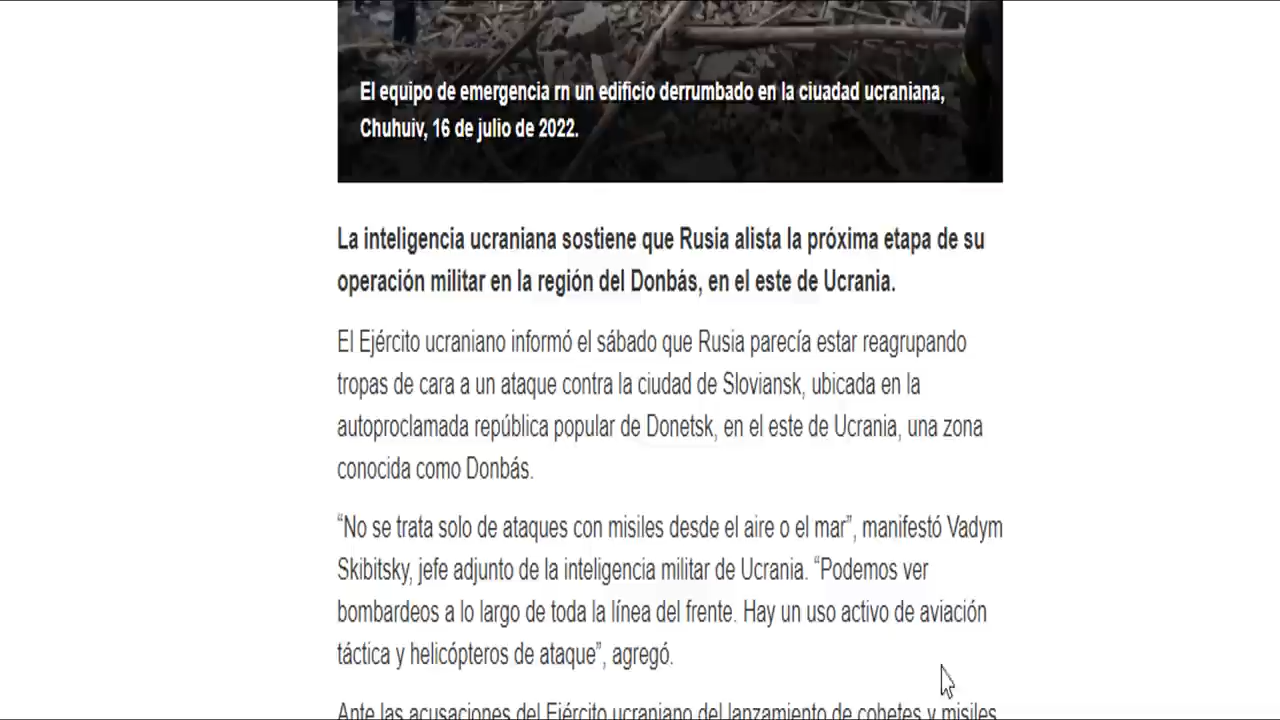 El equipo de emergencia rn un edificio derrumbado en la ciuadad ucraniana,
Chuhuiv, 16 de julio de 2022.
La inteligencia ucraniana sostiene que Rusia alista la próxima etapa de su
operación militar en la región del Donbás, en el este de Ucrania.
El Ejército ucraniano informó el sábado que Rusia parecía estar reagrupando
tropas de cara a un ataque contra la ciudad de Sloviansk, ubicada en la
autoproclamada república popular de Donetsk, en el este de Ucrania, una zona
conocida como Donbás.
“No se trata solo de ataques con misiles desde el aire o el mar”, manifestó Vadym
Skibitsky, jefe adjunto de la inteligencia militar de Ucrania. “Podemos ver
bombardeos a lo largo de toda la línea del frente. Hay un uso activo de aviación
táctica y helicópteros de ataque”, agregó.
Ante las acusaciones del Ejército ucraniano del lanzamiento de cohetes y misiles